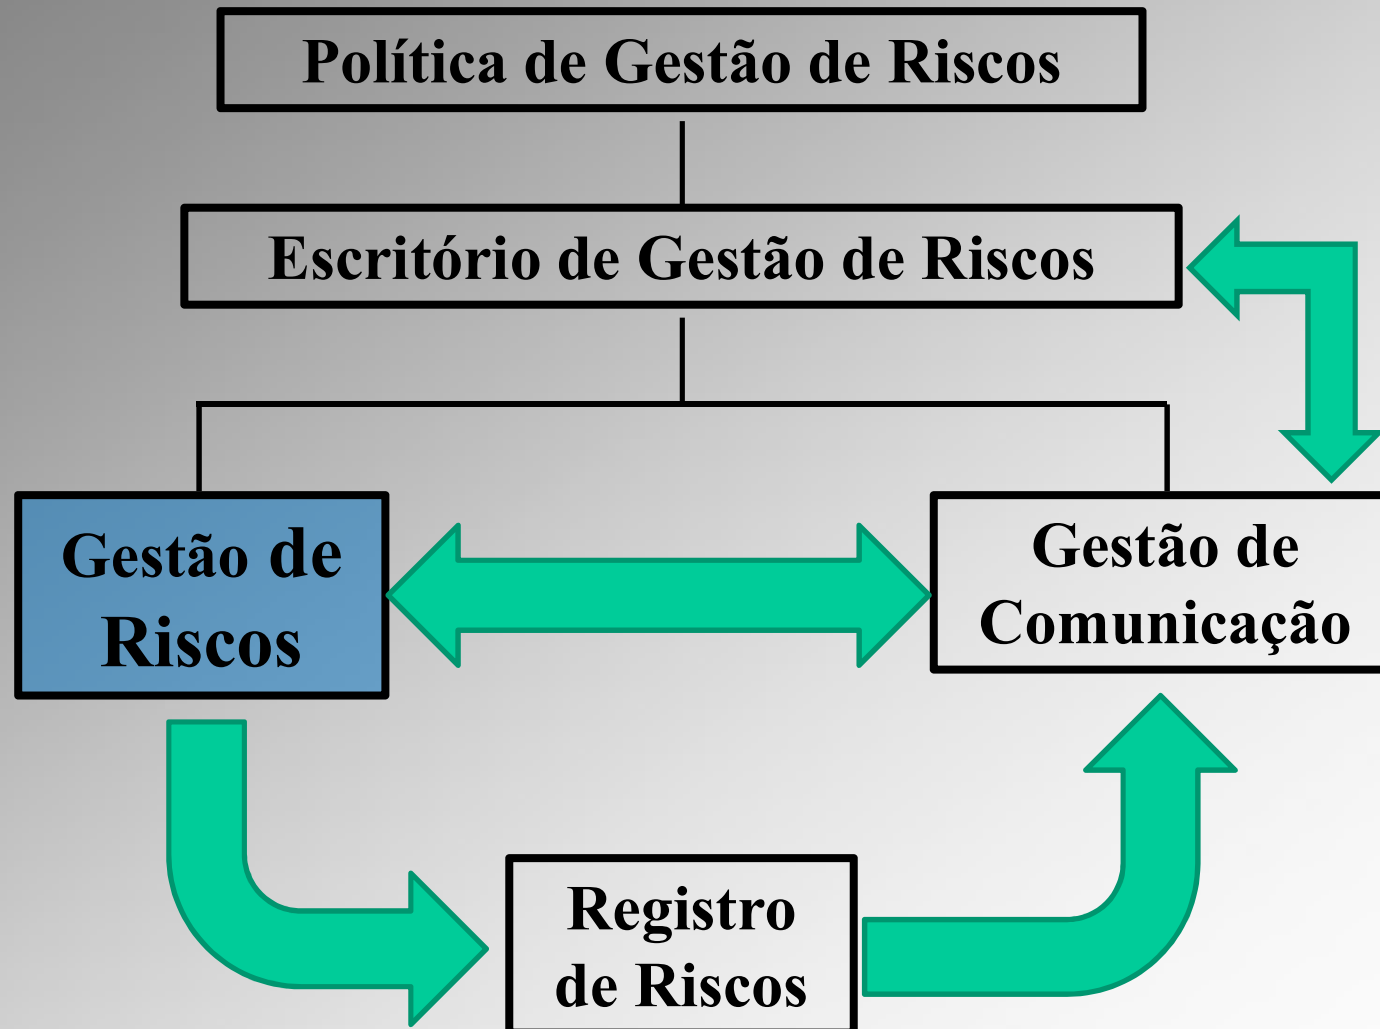 Política de Gestão de Riscos
Escritório de Gestão de Riscos
Gestão de
Riscos
Gestão de
Comunicação
Registro
de Riscos